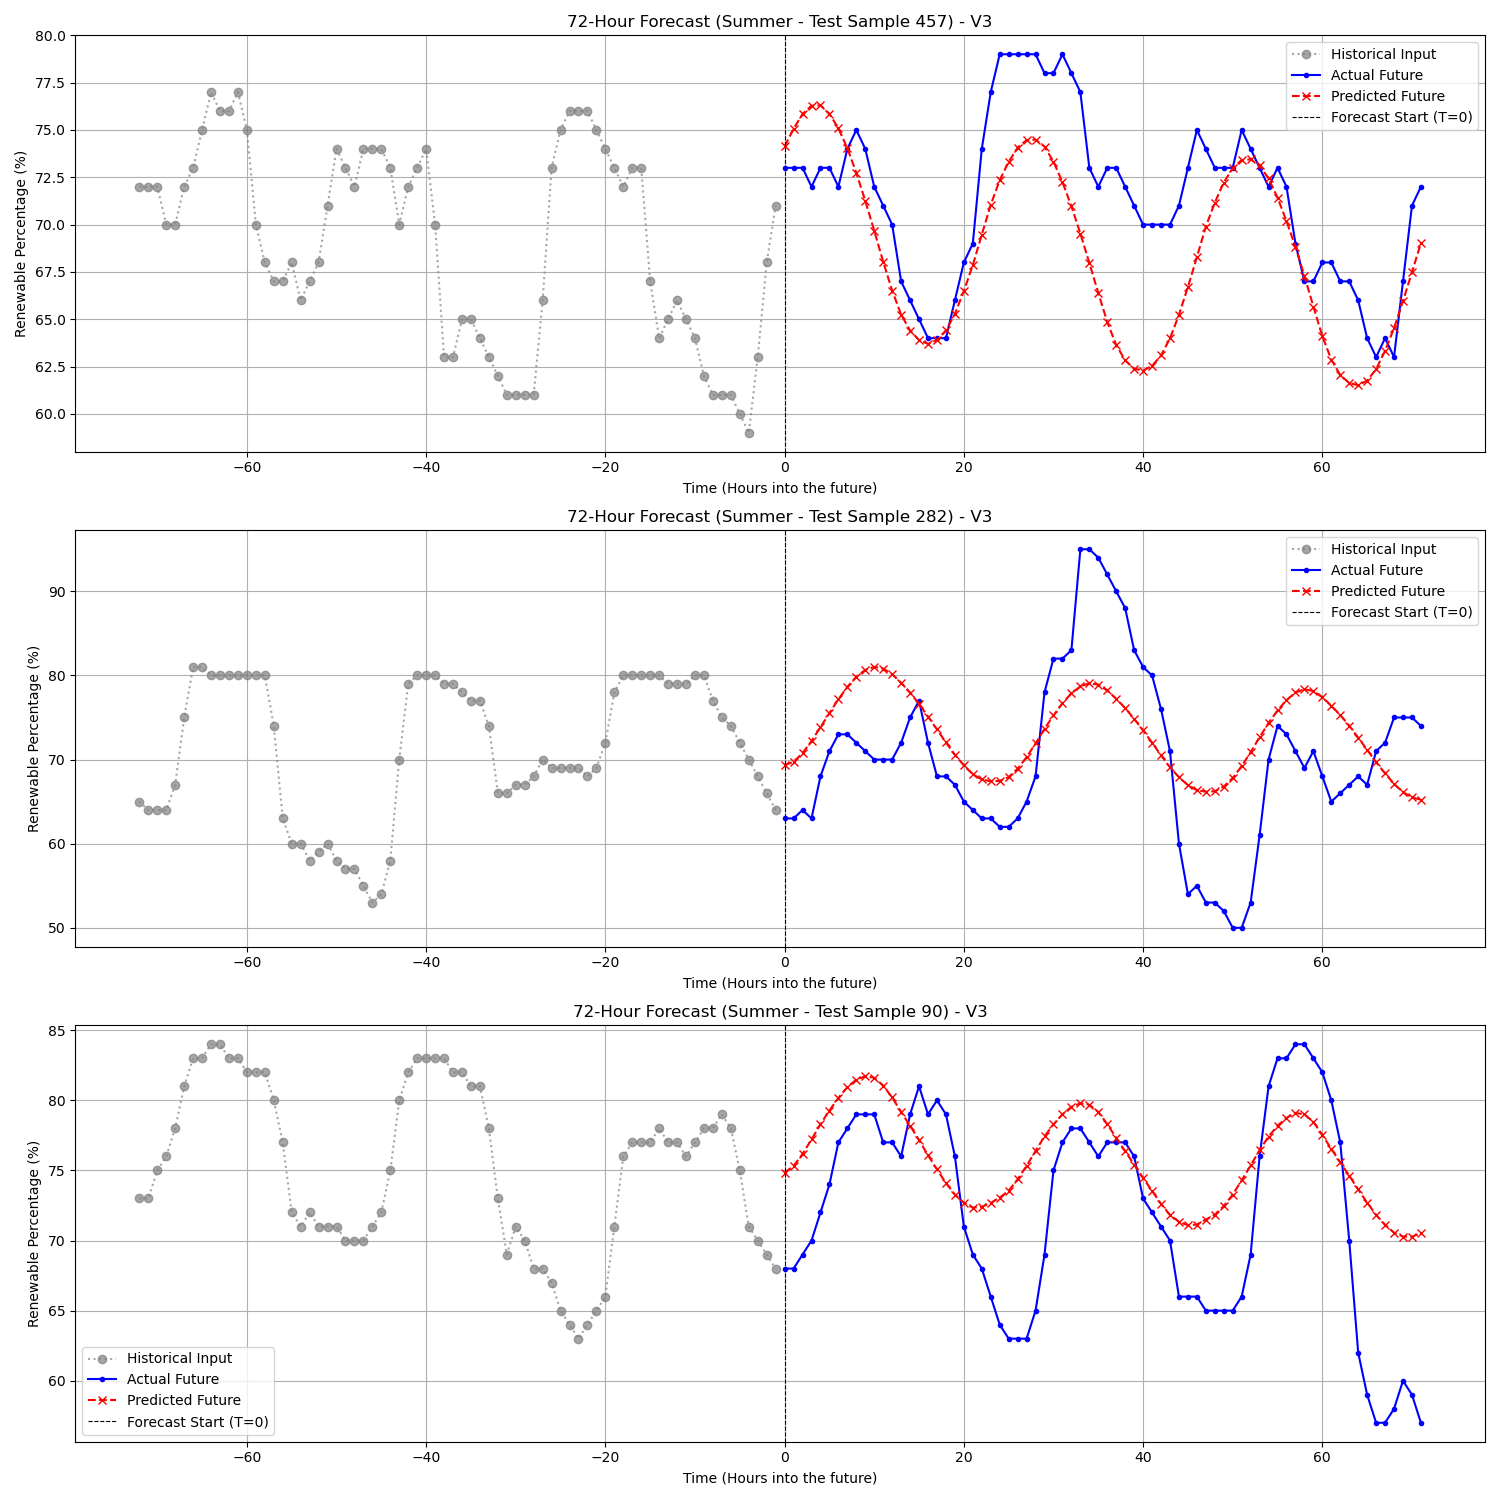 72-Hour Forecast (Summer - Test Sample 457) - V3
Renewable Percentage (%)
80.0
77.5
75.0
72.5
70.0
67.5
65.0
62.5
60.0
Historical Input
Actual Future
Predicted Future
Forecast Start (T=0)
−60 −40 −20 0 20 40 60
Time (Hours into the future)
72-Hour Forecast (Summer - Test Sample 282) - V3
Renewable Percentage (%)
90
80
70
60
50
Historical Input
Actual Future
Predicted Future
Forecast Start (T=0)
−60 −40 −20 0 20 40 60
Time (Hours into the future)
72-Hour Forecast (Summer - Test Sample 90) - V3
Renewable Percentage (%)
85
80
75
70
65
60
Historical Input
Actual Future
Predicted Future
Forecast Start (T=0)
−60 −40 −20 0 20 40 60
Time (Hours into the future)